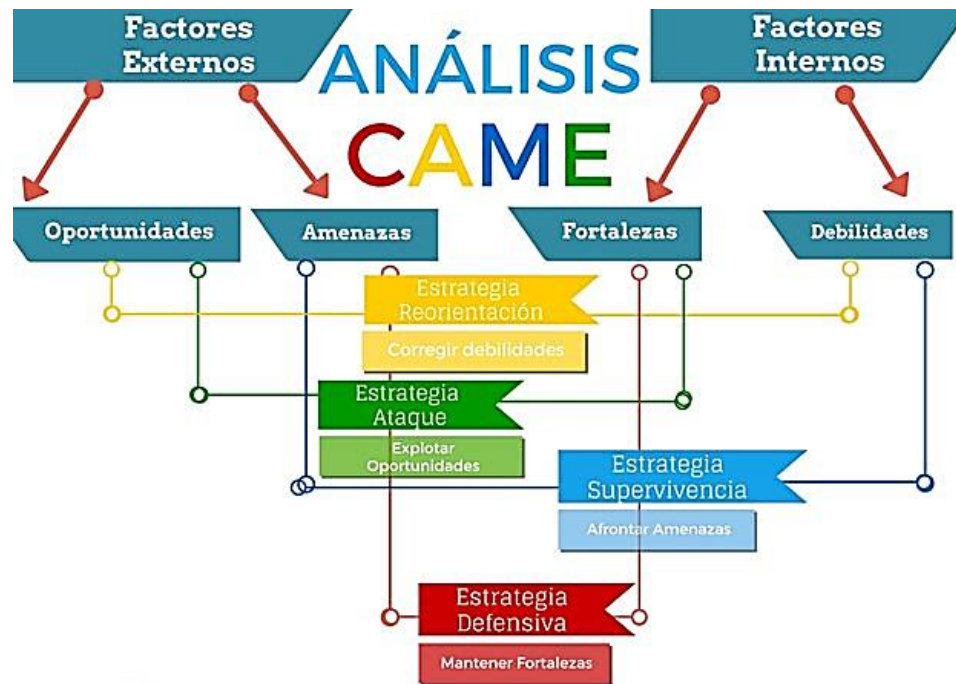 Factores
Externos
ANÁLISIS
CAME
Factores
Internos
Oportunidades
Amenazas
Fortalezas
Debilidades
Estrategia
Reorientación
Corregir debilidades
Estrategia
Ataque
Explotar
Oportunidades
Estrategia
Supervivencia
Afrontar Amenazas
Estrategia
Defensiva
Mantener Fortalezas